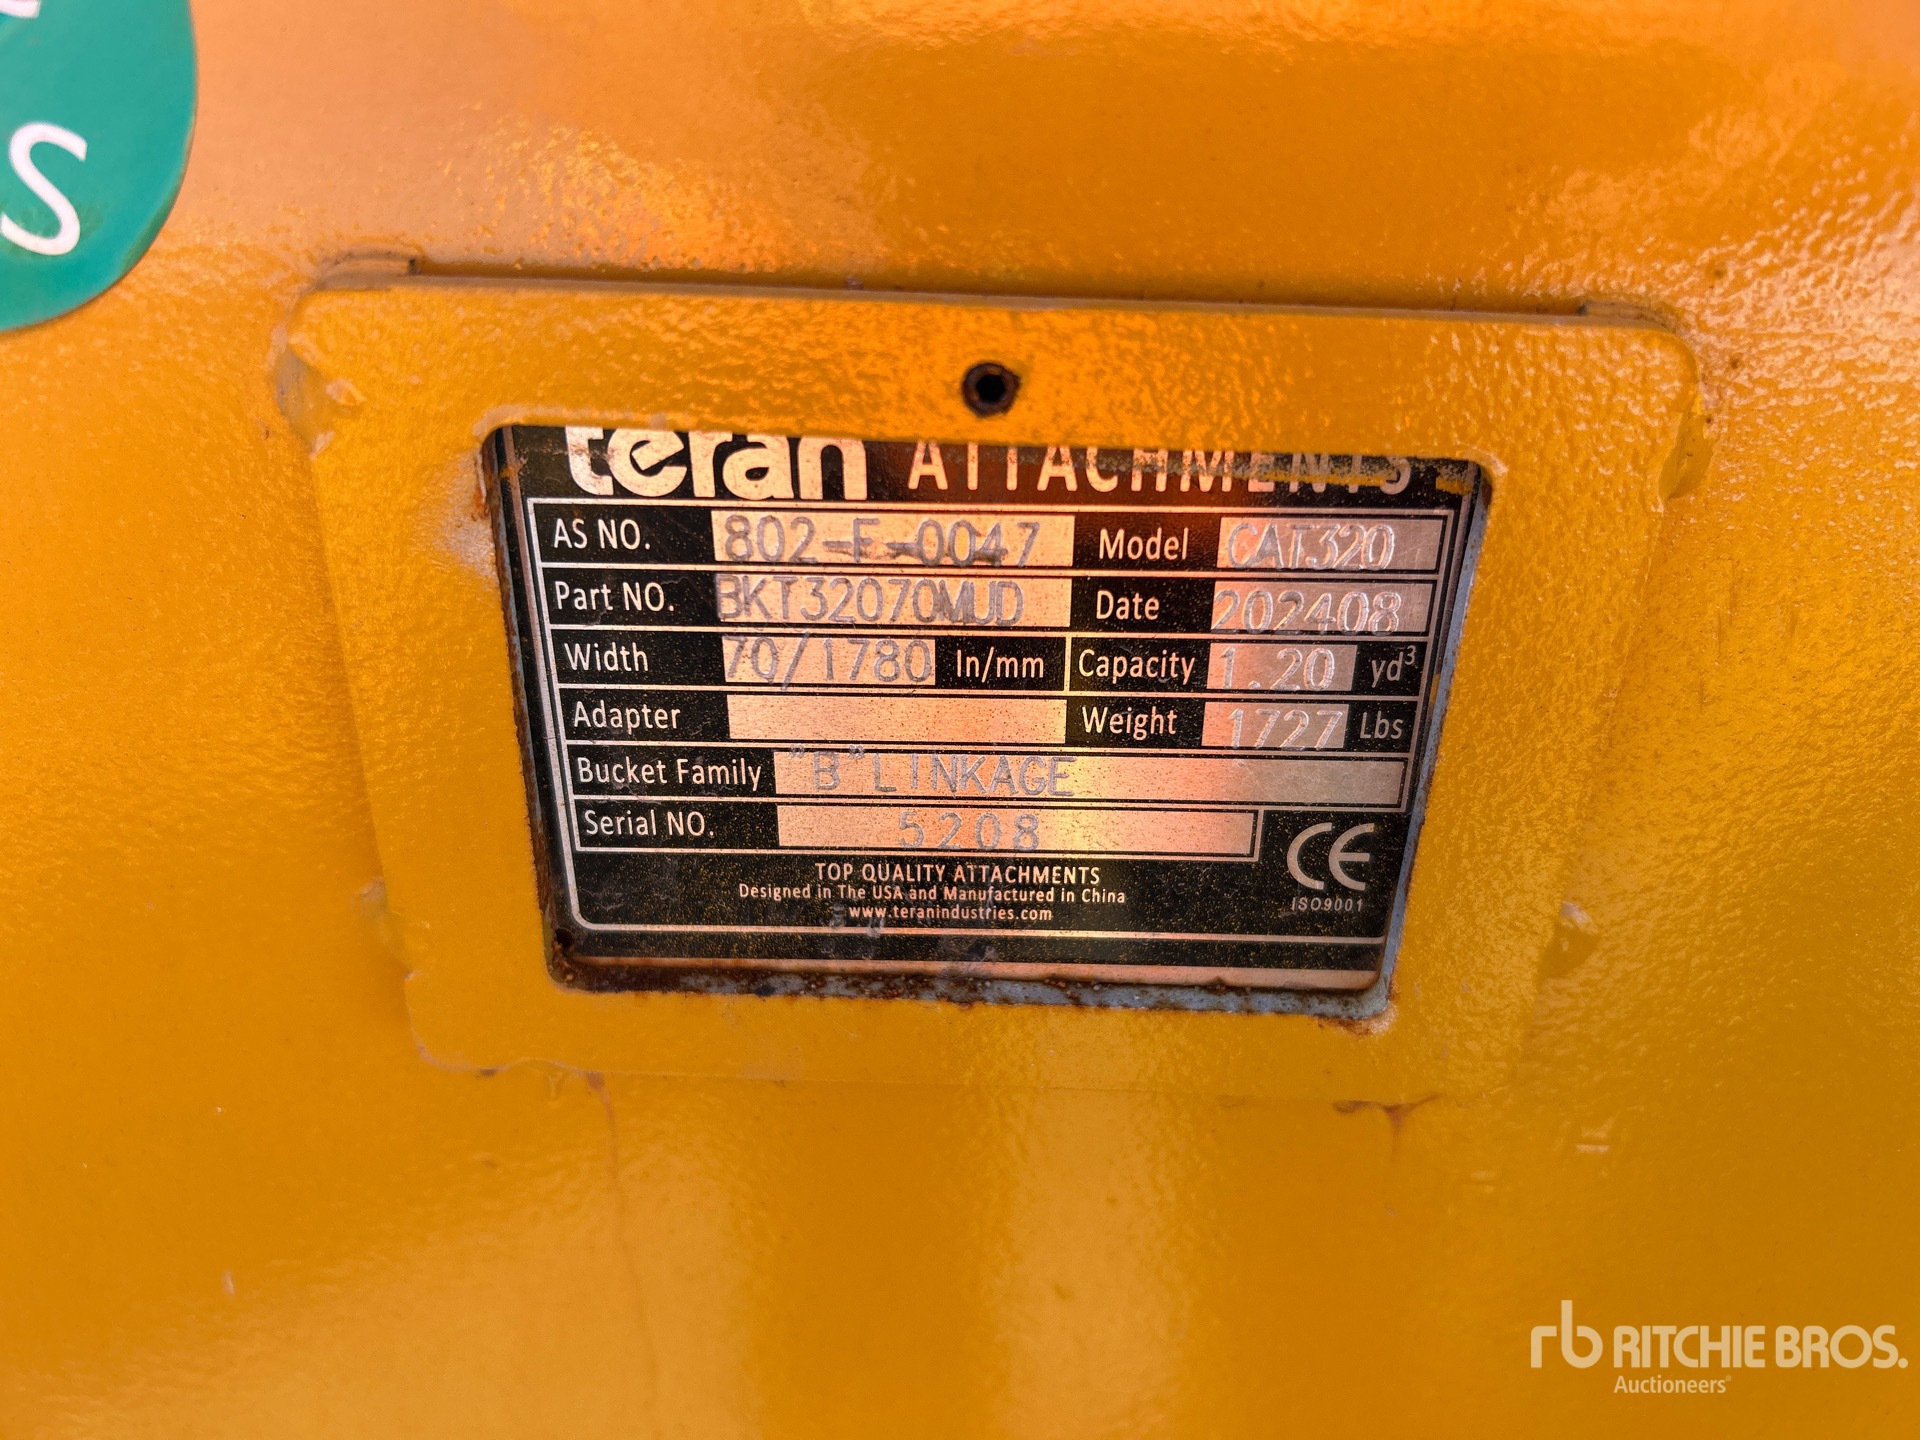 S
teran ATTACHMENTS
AS NO. 802-F-0047 Model CAT320
Part NO. BKT32070MUD Date 202408
Width 70/1780 In/mm Capacity 1.20 yd³
Adapter Weight 1727 Lbs
Bucket Family "B"LINKAGE
Serial NO. 5208
CE
ISO9001
TOP QUALITY ATTACHMENTS
Designed in The USA and Manufactured in China
www.teranindustries.com
rb RITCHIE BROS.
Auctioneers